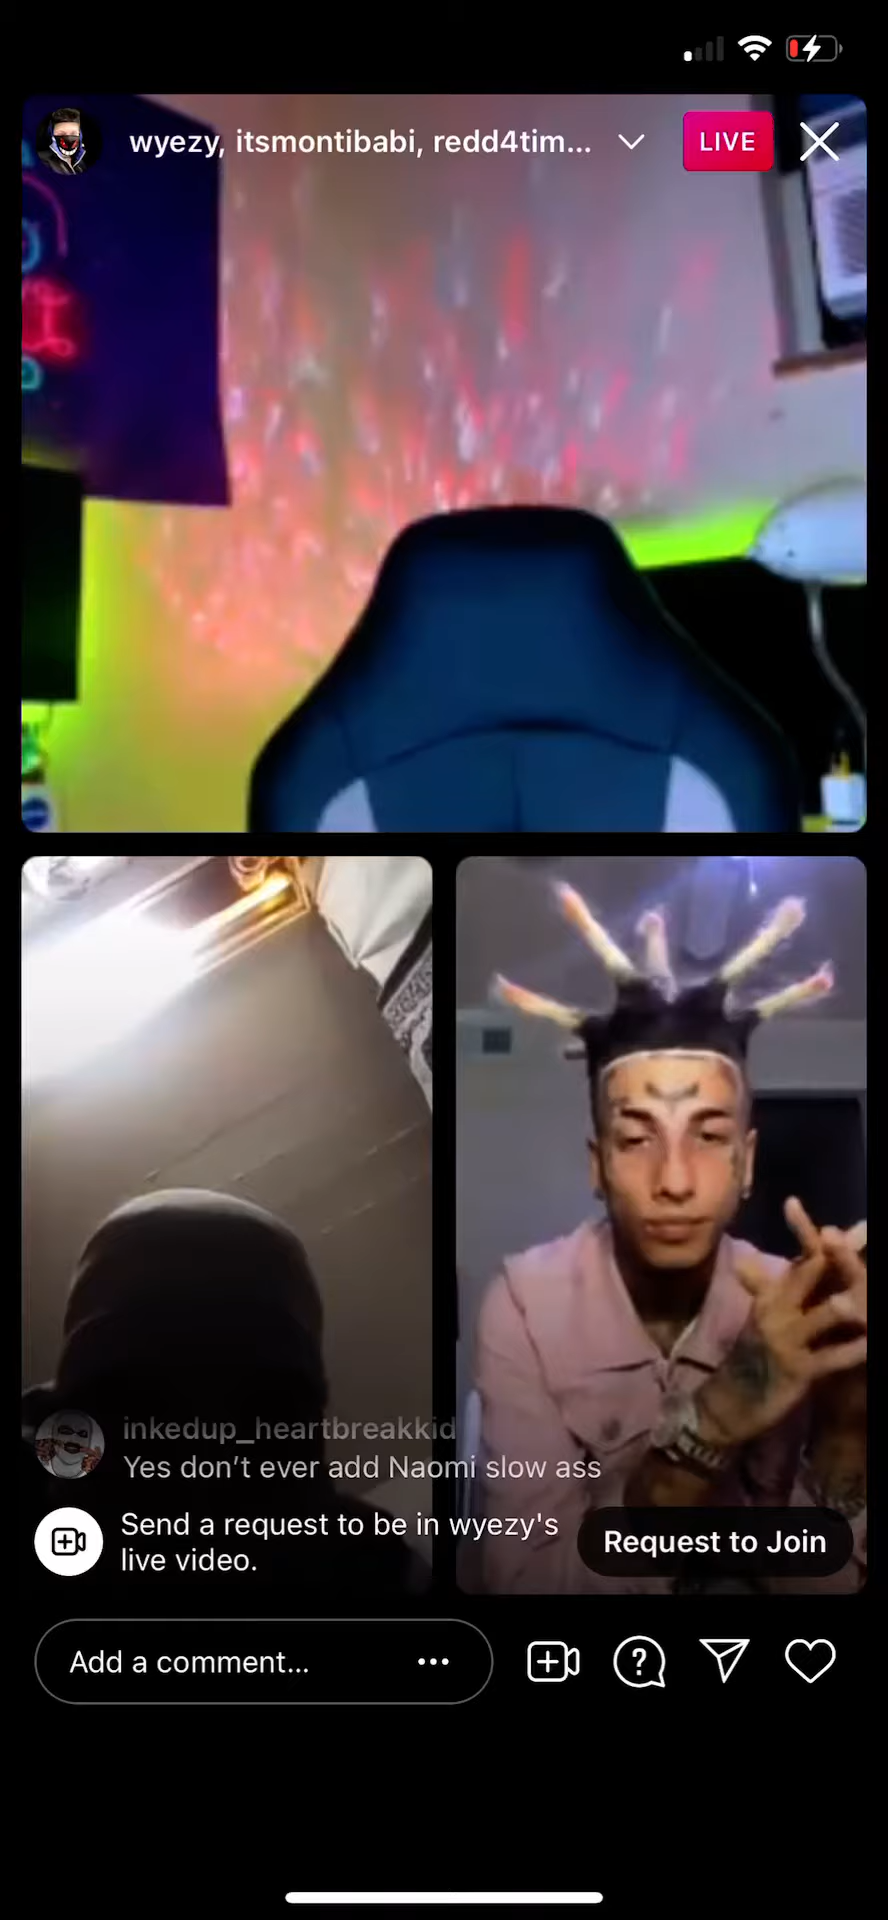 wyezy, itsmontibabi, redd4tim...
LIVE
inkedup_heartbreakkid
Yes don’t ever add Naomi slow ass
Send a request to be in wyezy's
live video.
Request to Join
Add a comment...